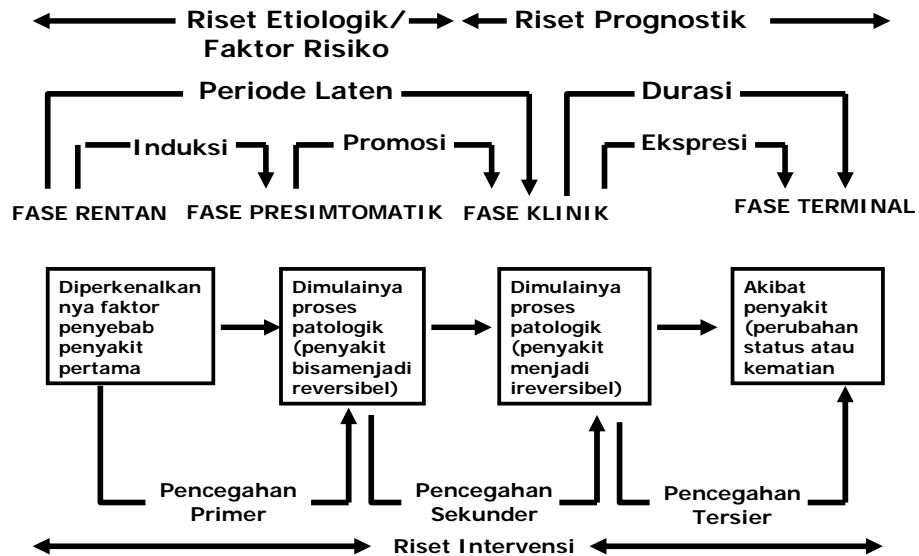 Riset Etiologik/
Faktor Risiko
Riset Prognostik
Periode Laten
Durasi
Induksi
Promosi
Ekspresi
FASE RENTAN
FASE PRESIMTOMATIK
FASE KLINIK
FASE TERMINAL
Diperkenalkan
nya faktor
penyebab
penyakit
pertama
Dimulainya
proses
patologik
(penyakit
bisamenjadi
reversibel)
Dimulainya
proses
patologik
(penyakit
menjadi
ireversibel)
Akibat
penyakit
(perubahan
status atau
kematian
Pencegahan
Primer
Pencegahan
Sekunder
Pencegahan
Tersier
Riset Intervensi